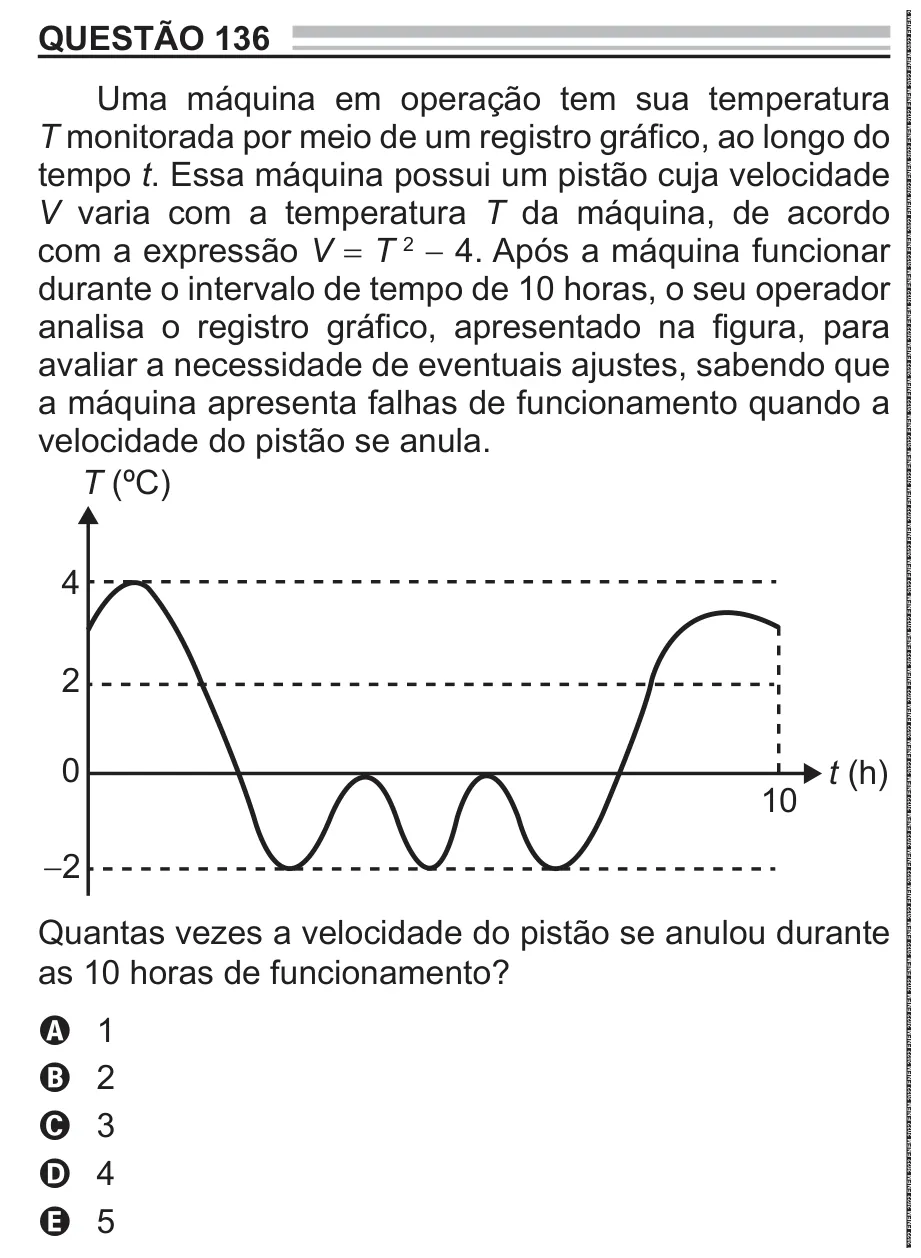 QUESTÃO 136
Uma máquina em operação tem sua temperatura
T monitorada por meio de um registro gráfico, ao longo do
tempo t. Essa máquina possui um pistão cuja velocidade
V varia com a temperatura T da máquina, de acordo
com a expressão V = T² – 4. Após a máquina funcionar
durante o intervalo de tempo de 10 horas, o seu operador
analisa o registro gráfico, apresentado na figura, para
avaliar a necessidade de eventuais ajustes, sabendo que
a máquina apresenta falhas de funcionamento quando a
velocidade do pistão se anula.
T (ºC)
4
2
0
t (h)
10
–2
Quantas vezes a velocidade do pistão se anulou durante
as 10 horas de funcionamento?
A 1
B 2
C 3
D 4
E 5